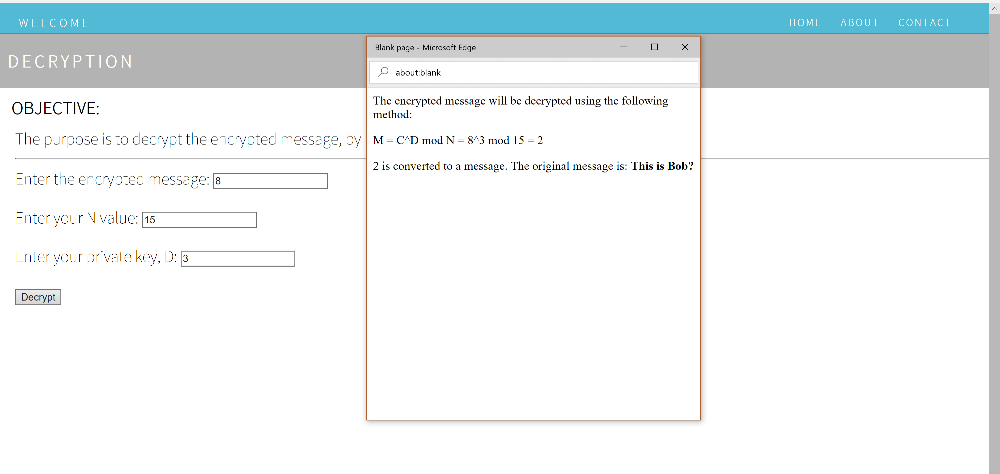 WELCOME
HOME ABOUT CONTACT
DECRYPTION
OBJECTIVE:
The purpose is to decrypt the encrypted message, by
Enter the encrypted message: 8
Enter your N value: 15
Enter your private key, D: 3
Decrypt
Blank page - Microsoft Edge
about:blank
The encrypted message will be decrypted using the following
method:
M = C^D mod N = 8^3 mod 15 = 2
2 is converted to a message. The original message is: This is Bob?